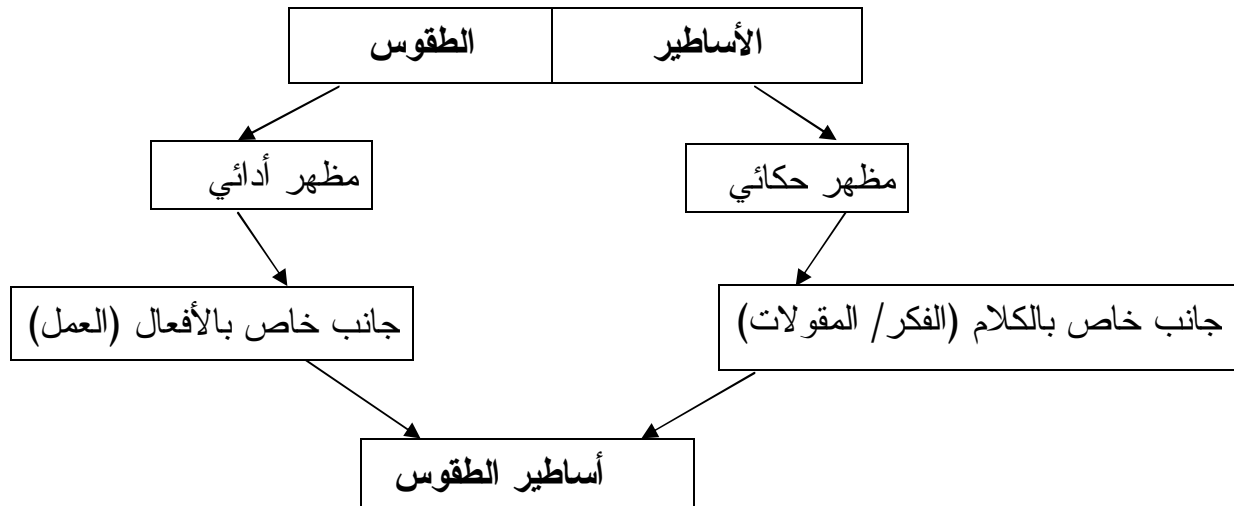 الأساطير
الطقوس
مظهر حكائي
مظهر أدائي
جانب خاص بالكلام (الفكر/ المقولات)
جانب خاص بالأفعال (العمل)
أساطير الطقوس